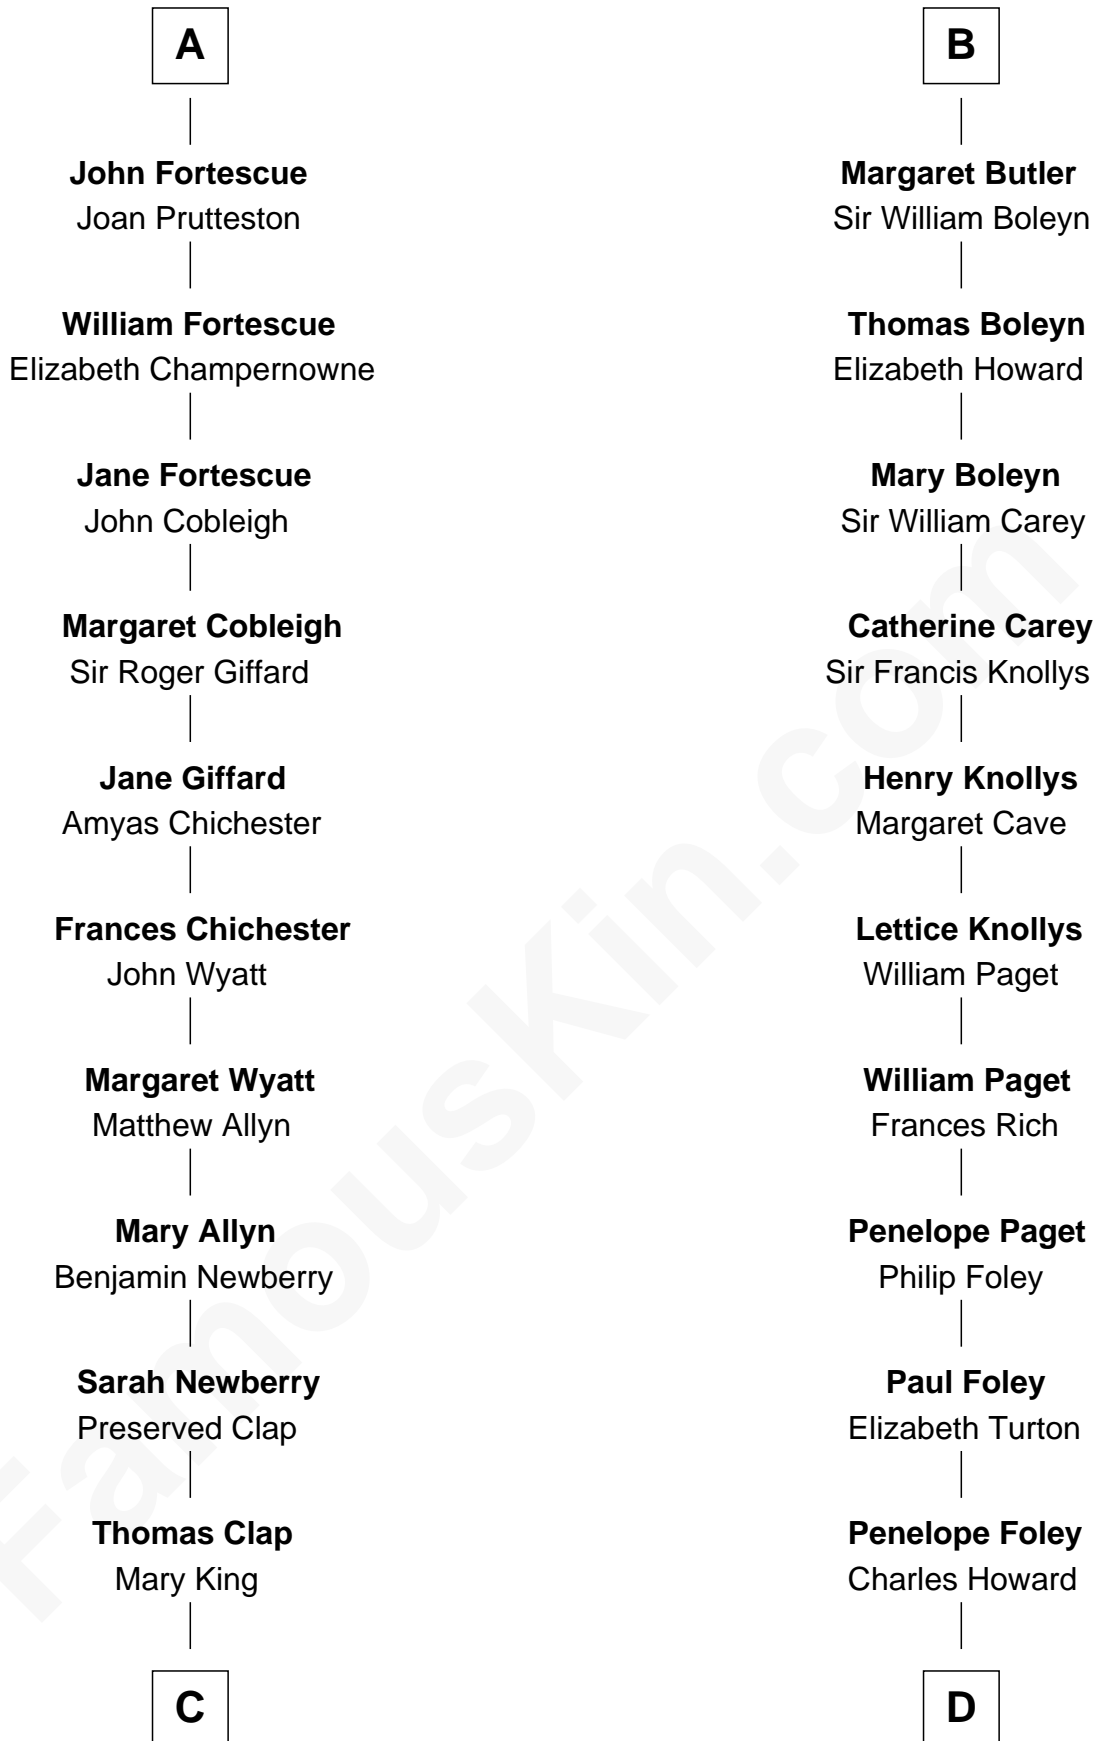 A
John Fortescue
Joan Prutteston
William Fortescue
Elizabeth Champernowne
Jane Fortescue
John Cobleigh
Margaret Cobleigh
Sir Roger Giffard
Jane Giffard
Amyas Chichester
Frances Chichester
John Wyatt
Margaret Wyatt
Matthew Allyn
Mary Allyn
Benjamin Newberry
Sarah Newberry
Preserved Clap
Thomas Clap
Mary King
C
B
Margaret Butler
Sir William Boleyn
Thomas Boleyn
Elizabeth Howard
Mary Boleyn
Sir William Carey
Catherine Carey
Sir Francis Knollys
Henry Knollys
Margaret Cave
Lettice Knollys
William Paget
William Paget
Frances Rich
Penelope Paget
Philip Foley
Paul Foley
Elizabeth Turton
Penelope Foley
Charles Howard
D
FamousKin.com